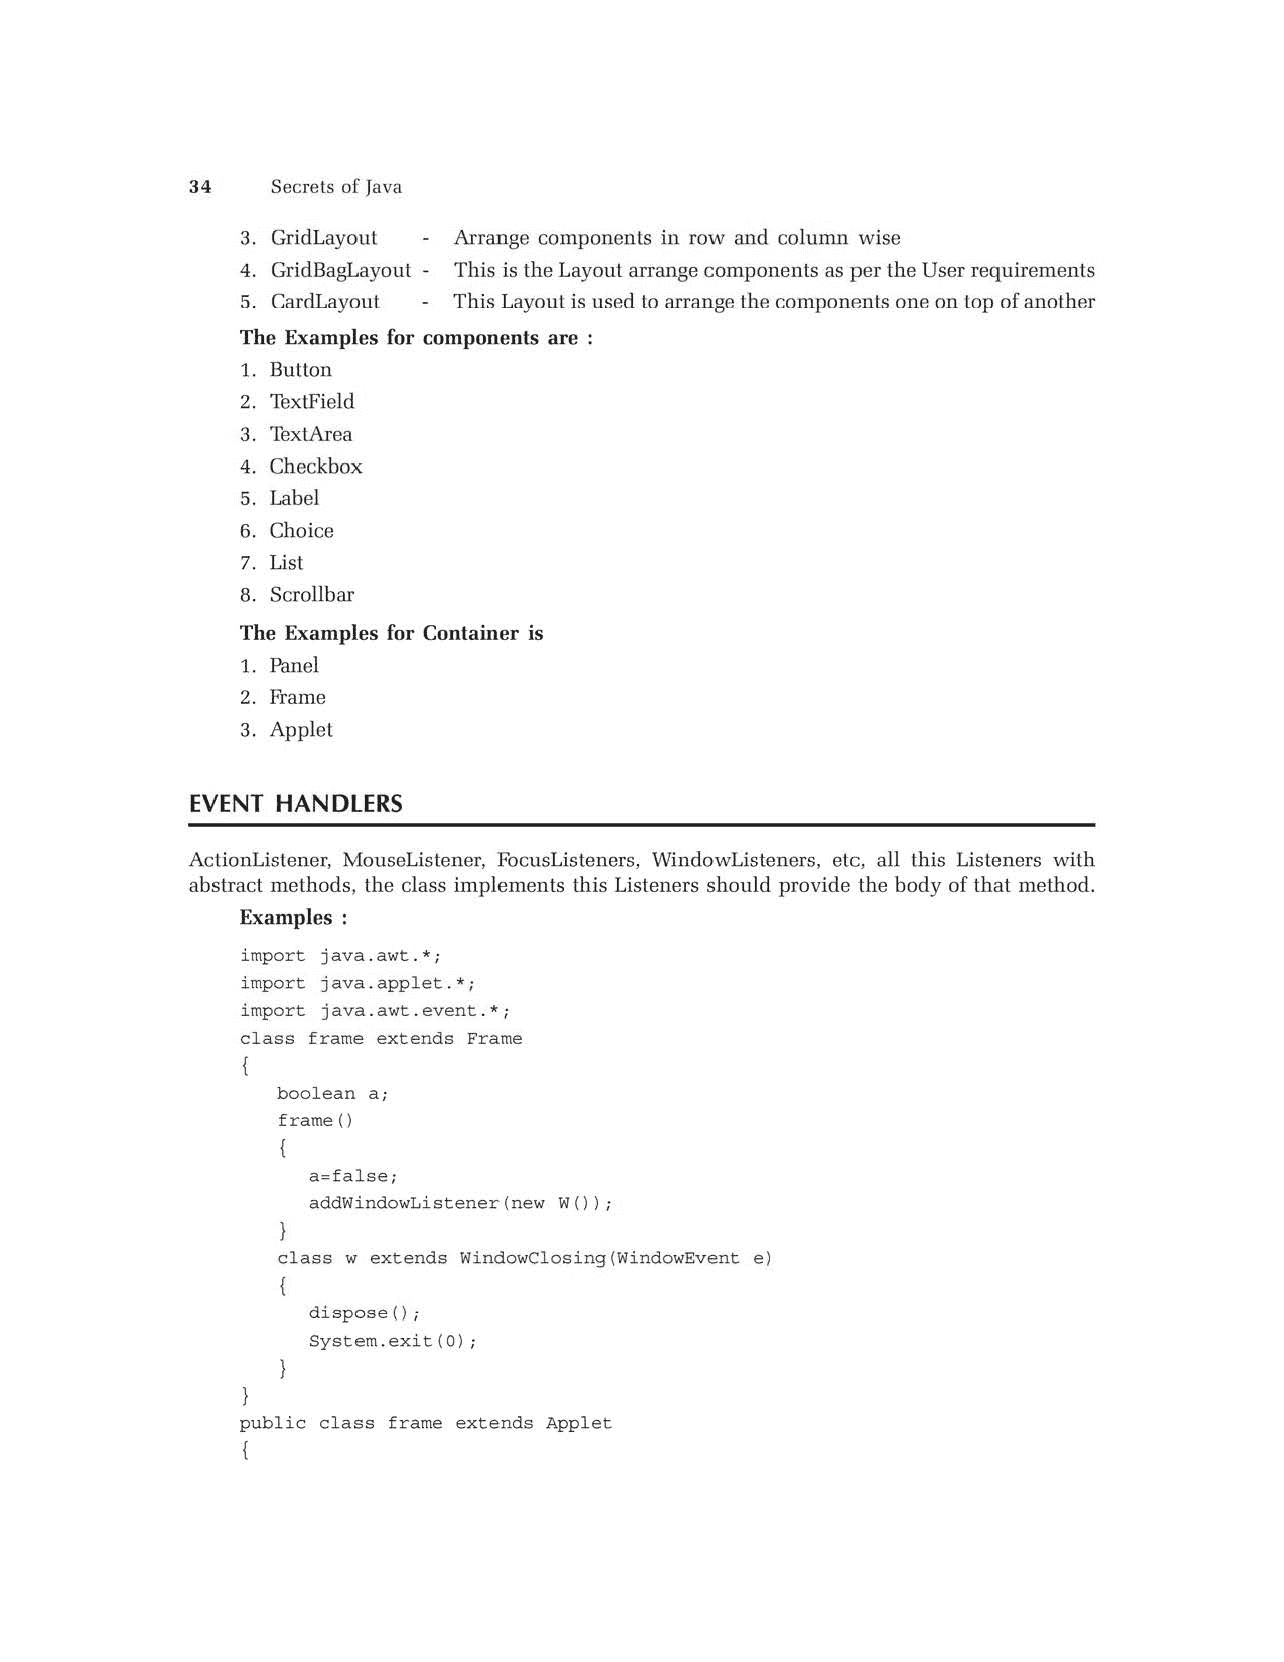 34 Secrets of Java
3. GridLayout - Arrange components in row and column wise
4. GridBagLayout - This is the Layout arrange components as per the User requirements
5. CardLayout - This Layout is used to arrange the components one on top of another
The Examples for components are :
1. Button
2. TextField
3. TextArea
4. Checkbox
5. Label
6. Choice
7. List
8. Scrollbar
The Examples for Container is
1. Panel
2. Frame
3. Applet
EVENT HANDLERS
ActionListener, MouseListener, FocusListeners, WindowListeners, etc, all this Listeners with
abstract methods, the class implements this Listeners should provide the body of that method.
Examples :
import java.awt.*;
import java.applet.*;
import java.awt.event.*;
class frame extends Frame
{
boolean a;
frame()
{
a=false;
addWindowListener(new W());
}
class w extends WindowClosing(WindowEvent e)
{
dispose();
System.exit(0);
}
}
public class frame extends Applet
{